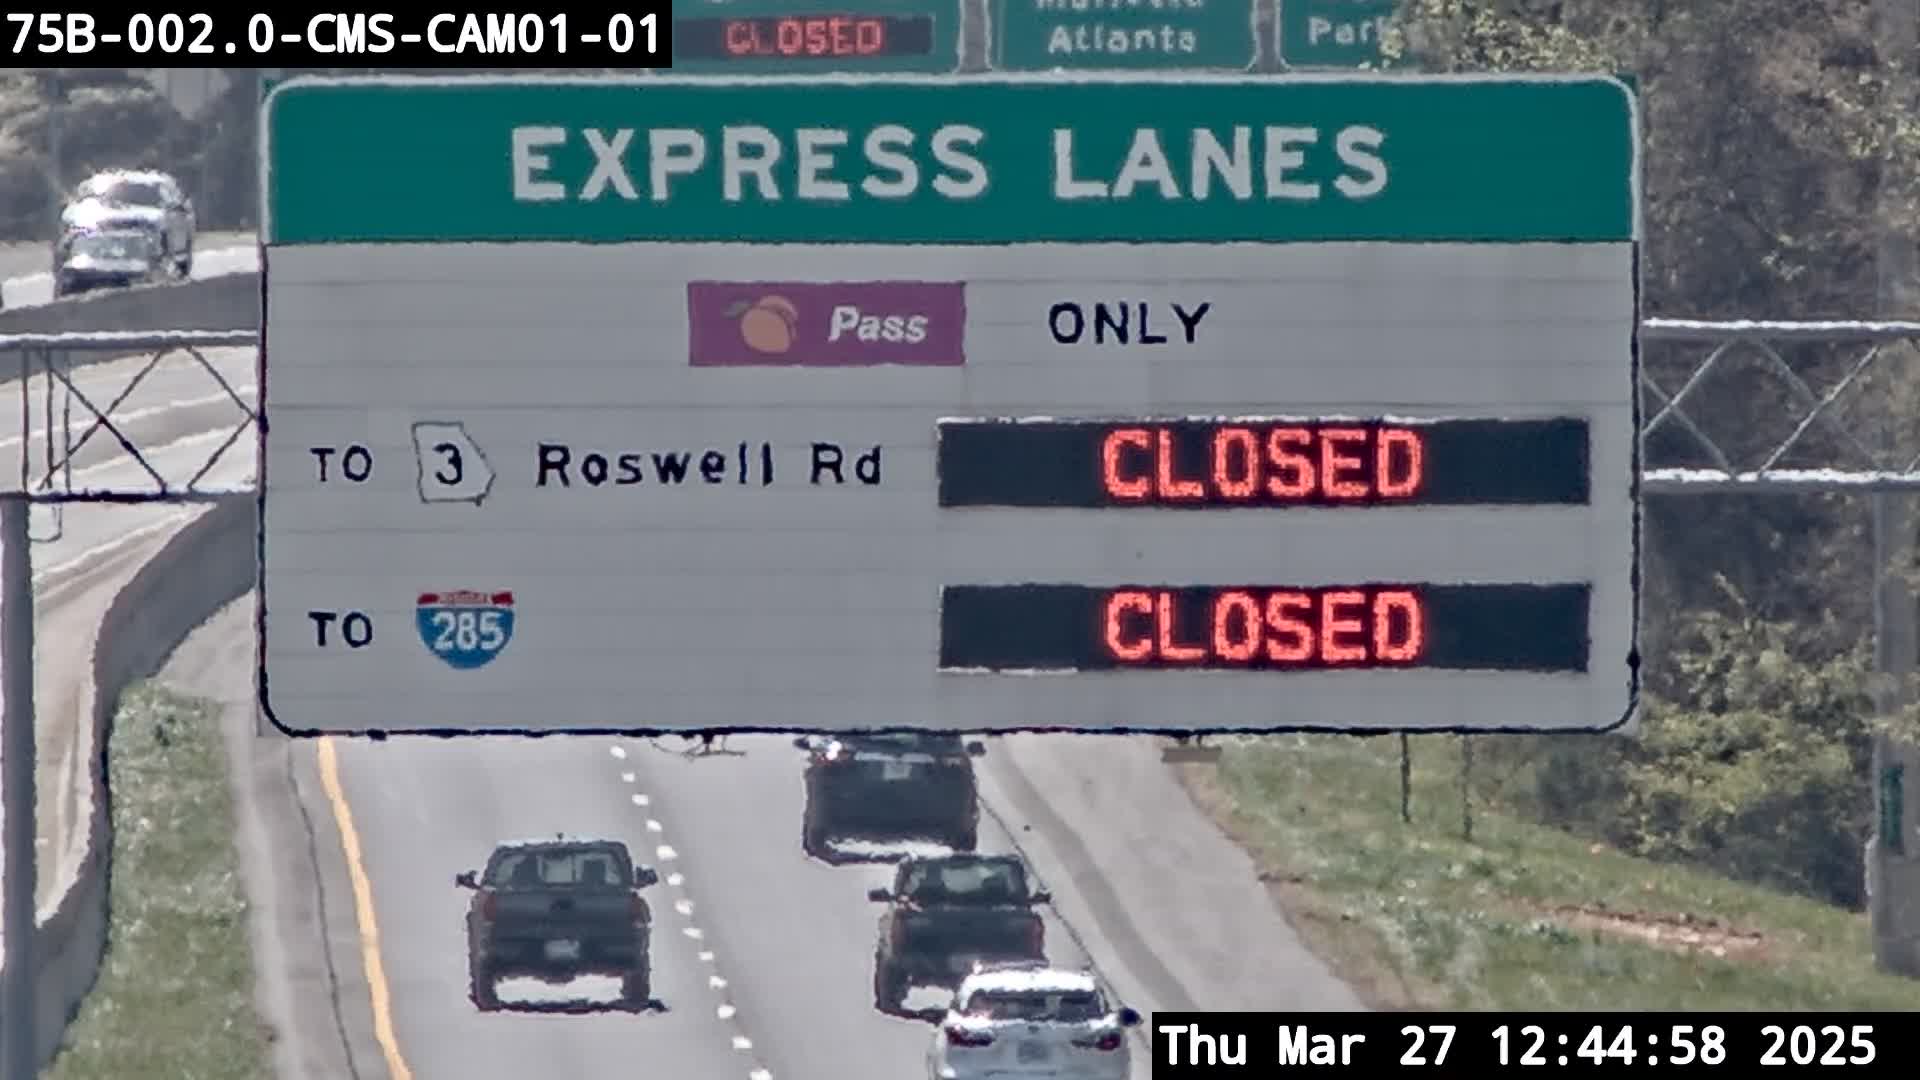 75B-002.0-CMS-CAM01-01
CLOSED
Atlanta
EXPRESS LANES
Pass ONLY
TO 3 Roswell Rd CLOSED
TO 285 CLOSED
Thu Mar 27 12:44:58 2025